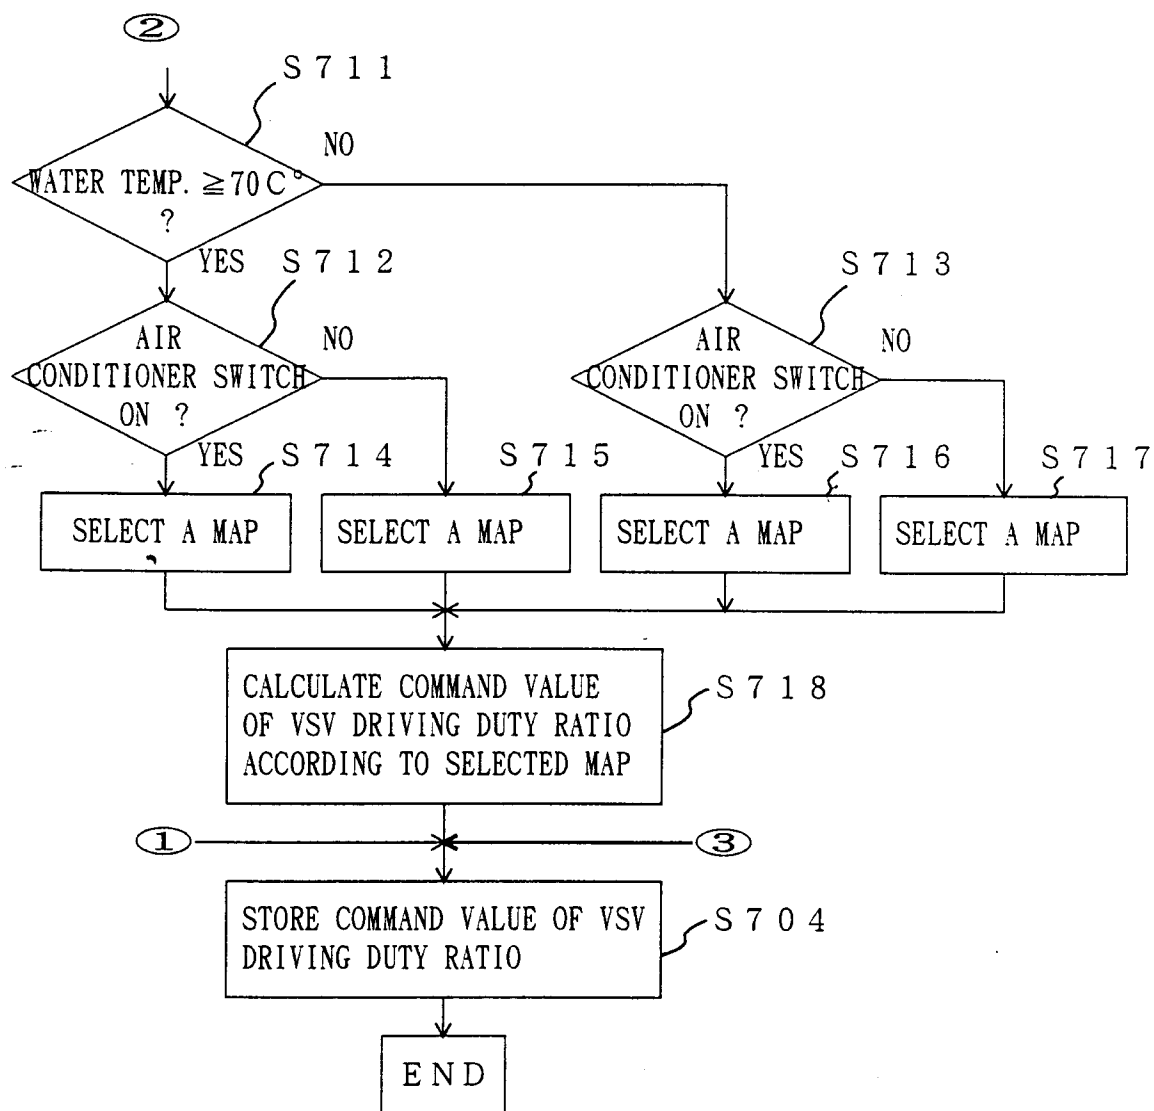 ②
S711
NO
WATER TEMP. ≧70C°
?
YES
S712
S713
AIR
CONDITIONER SWITCH
ON ?
NO
AIR
CONDITIONER SWITCH
ON ?
NO
YES
S714
S715
YES
S716
S717
SELECT A MAP
SELECT A MAP
SELECT A MAP
SELECT A MAP
CALCULATE COMMAND VALUE
OF VSV DRIVING DUTY RATIO
ACCORDING TO SELECTED MAP
S718
①
③
STORE COMMAND VALUE OF VSV
DRIVING DUTY RATIO
S704
END